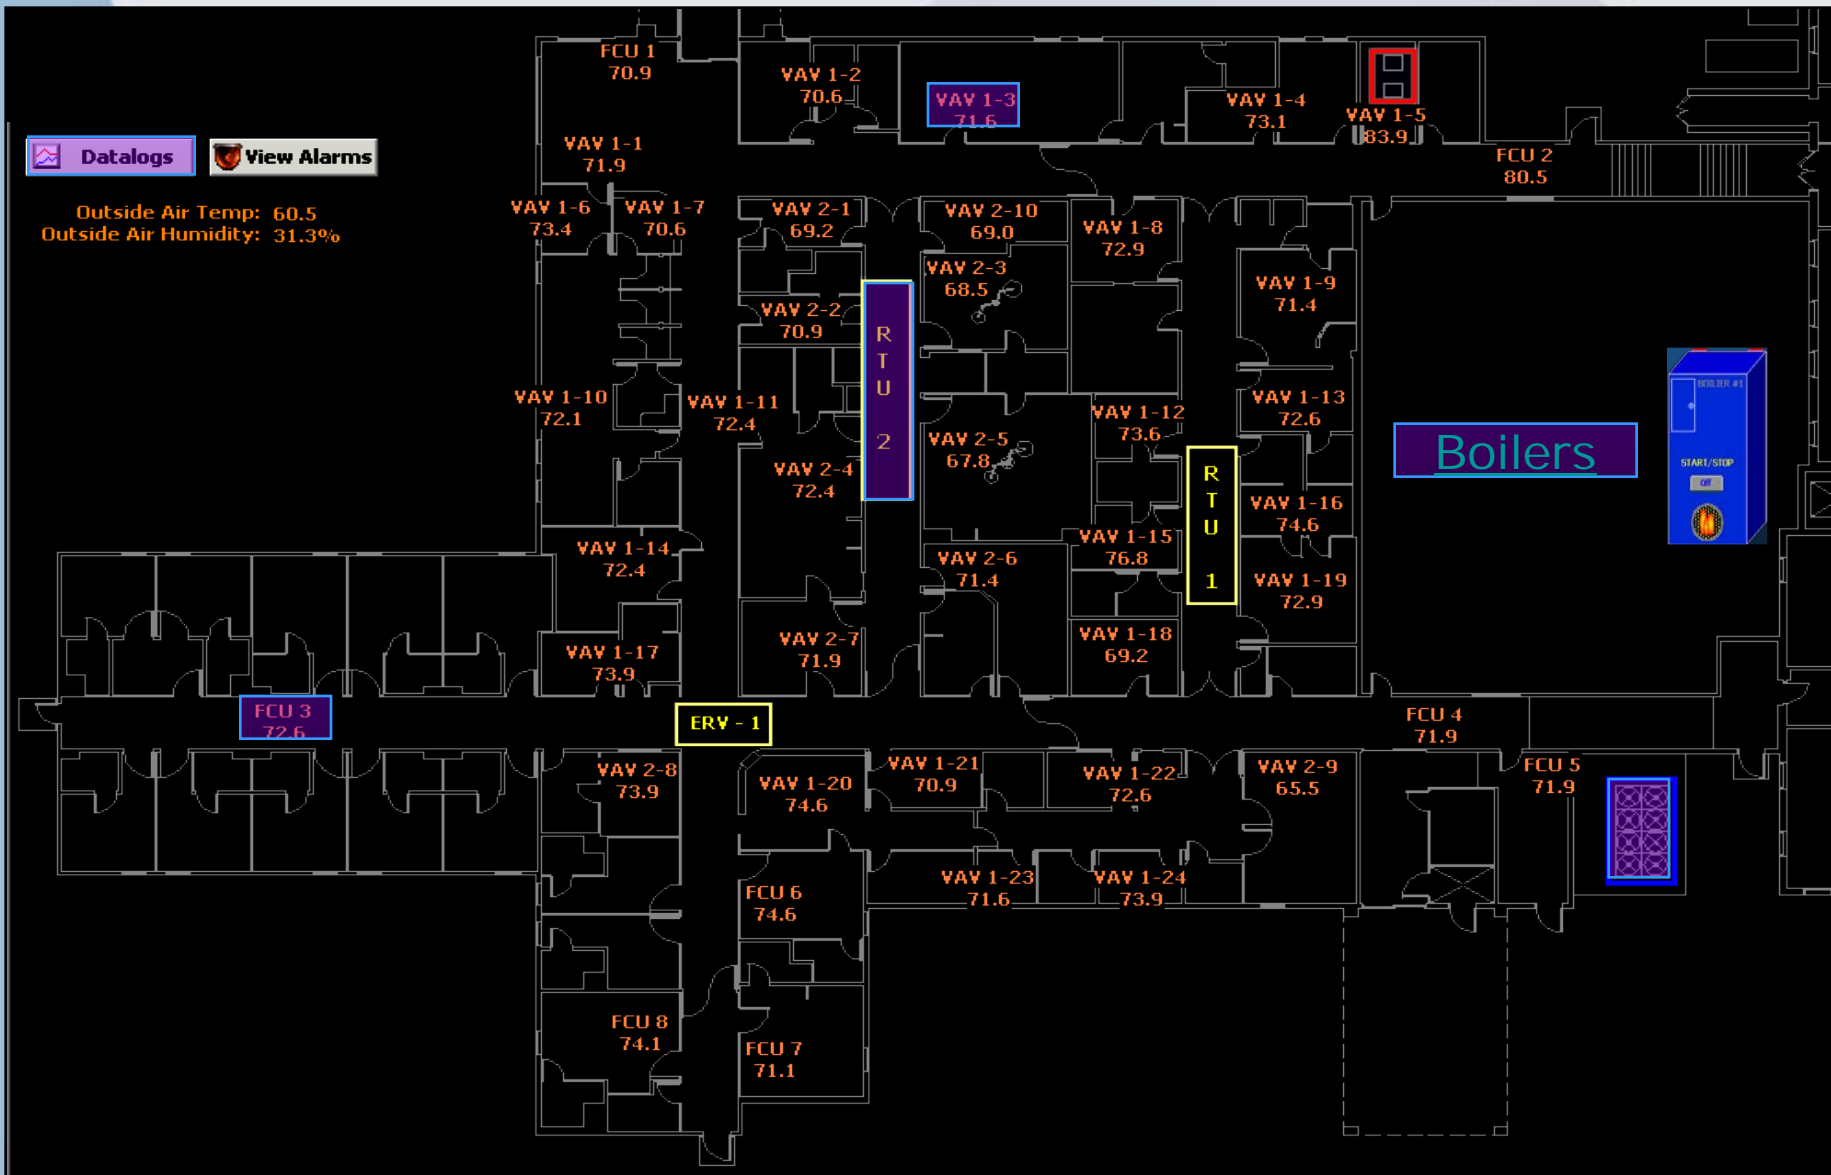 FCU 1
70.9
VAV 1-2
70.6
VAV 1-3
71.6
VAV 1-4
73.1
VAV 1-5
83.9
Datalogs
View Alarms
VAV 1-1
71.9
FCU 2
80.5
Outside Air Temp: 60.5
Outside Air Humidity: 31.3%
VAV 1-6
73.4
VAV 1-7
70.6
VAV 2-1
69.2
VAV 2-10
69.0
VAV 1-8
72.9
VAV 2-3
68.5
VAV 1-9
71.4
VAV 2-2
70.9
RTU 2
BOILER #1
VAV 1-10
72.1
VAV 1-11
72.4
VAV 1-12
73.6
VAV 1-13
72.6
VAV 2-5
67.8
Boilers
VAV 2-4
72.4
START/STOP
Off
RTU 1
VAV 1-16
74.6
VAV 1-14
72.4
VAV 1-15
76.8
VAV 2-6
71.4
VAV 1-19
72.9
VAV 1-17
73.9
VAV 2-7
71.9
VAV 1-18
69.2
FCU 3
72.6
ERV - 1
FCU 4
71.9
VAV 2-8
73.9
VAV 1-20
74.6
VAV 1-21
70.9
VAV 1-22
72.6
VAV 2-9
65.5
FCU 5
71.9
FCU 6
74.6
VAV 1-23
71.6
VAV 1-24
73.9
FCU 8
74.1
FCU 7
71.1